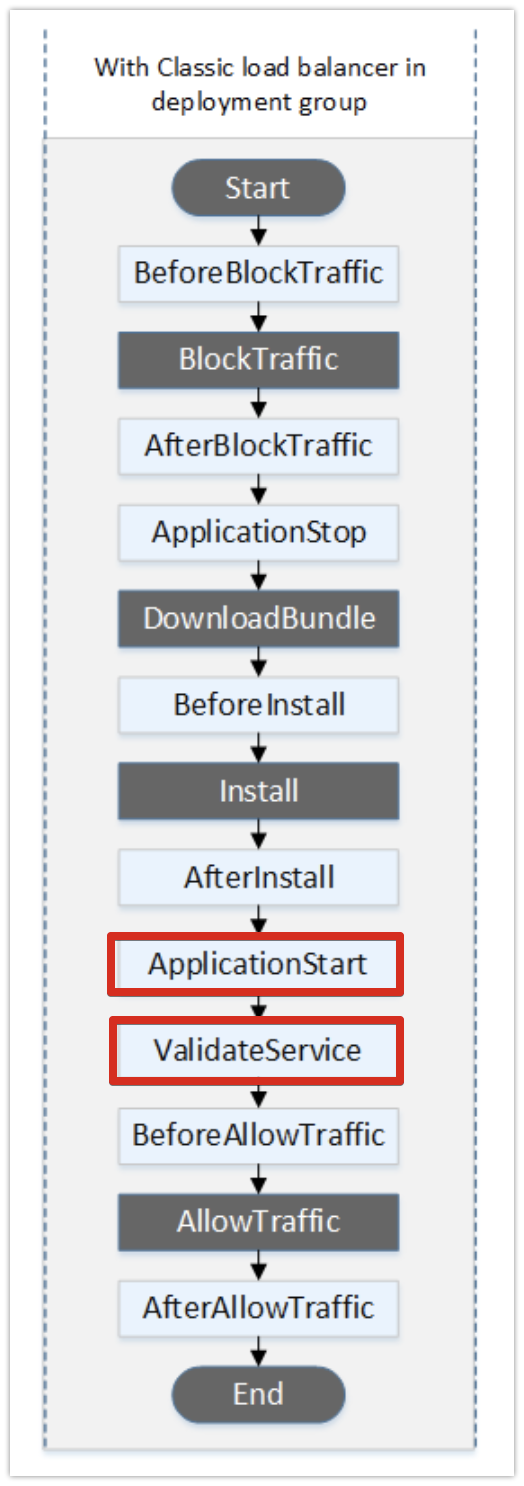 With Classic load balancer in
deployment group
Start
BeforeBlockTraffic
BlockTraffic
AfterBlockTraffic
ApplicationStop
DownloadBundle
BeforeInstall
Install
AfterInstall
ApplicationStart
ValidateService
BeforeAllowTraffic
AllowTraffic
AfterAllowTraffic
End